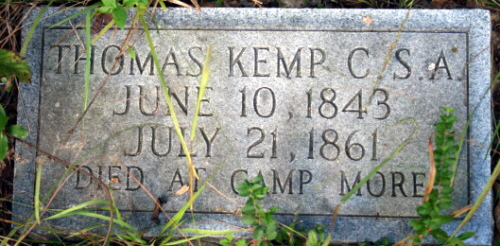 THOMAS KEMP C.S.A.
JUNE 10, 1843
JULY 21, 1861
DIED AT CAMP MORE